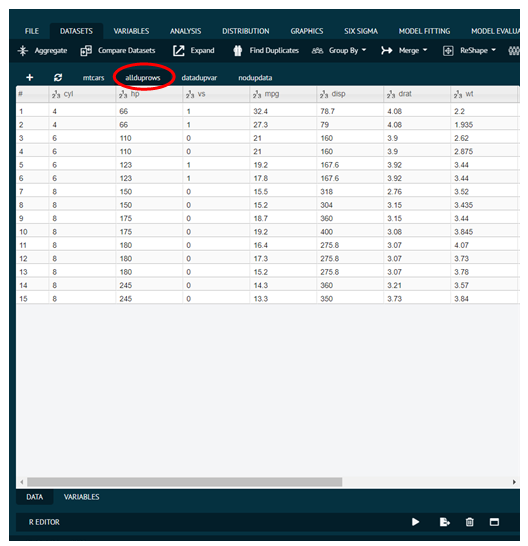 FILE DATASETS VARIABLES ANALYSIS DISTRIBUTION GRAPHICS SIX SIGMA MODEL FITTING MODEL EVALUA
Aggregate Compare Datasets Expand Find Duplicates Group By Merge ReShape
+ mtcars allduprows datadupvar nodupdata
# cyl hp vs mpg disp drat wt
1 4 66 1 32.4 78.7 4.08 2.2
2 4 66 1 27.3 79 4.08 1.935
3 6 110 0 21 160 3.9 2.62
4 6 110 0 21 160 3.9 2.875
5 6 123 1 19.2 167.6 3.92 3.44
6 6 123 1 17.8 167.6 3.92 3.44
7 8 150 0 15.5 318 2.76 3.52
8 8 150 0 15.2 304 3.15 3.435
9 8 175 0 18.7 360 3.15 3.44
10 8 175 0 19.2 400 3.08 3.845
11 8 180 0 16.4 275.8 3.07 4.07
12 8 180 0 17.3 275.8 3.07 3.73
13 8 180 0 15.2 275.8 3.07 3.78
14 8 245 0 14.3 360 3.21 3.57
15 8 245 0 13.3 350 3.73 3.84
DATA VARIABLES
R EDITOR